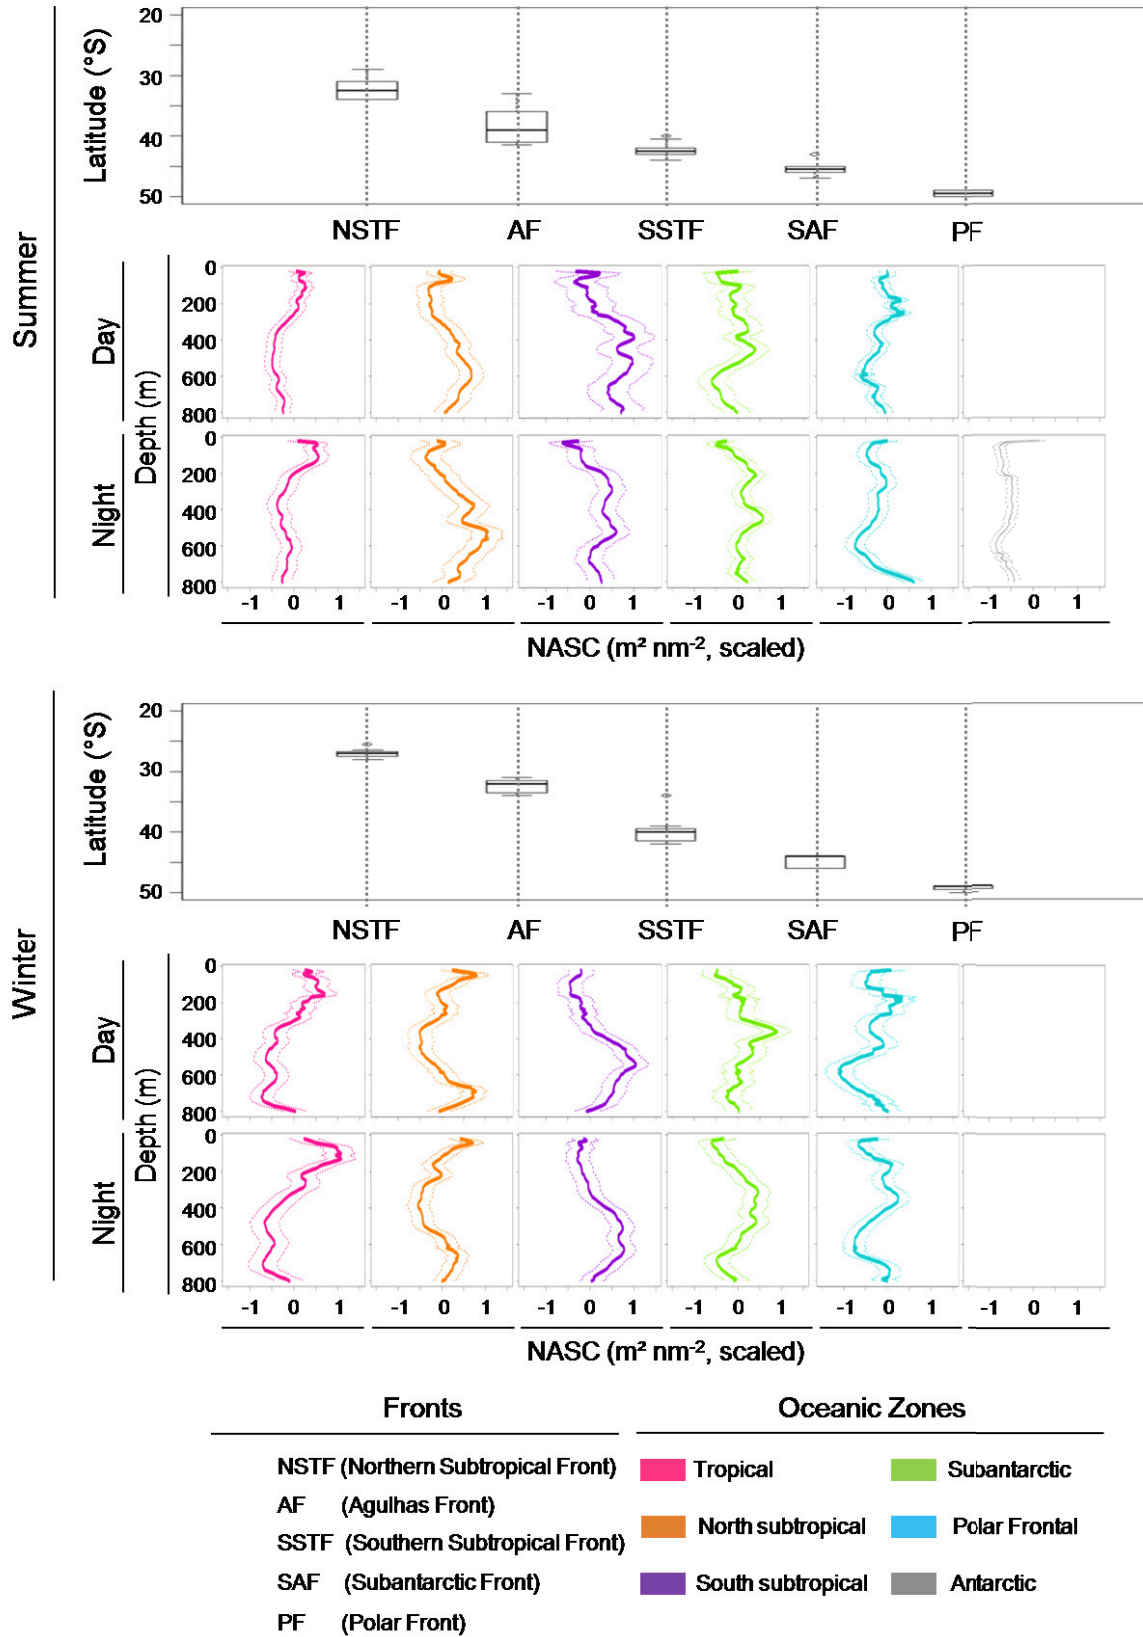 Summer
Latitude (°S)
20
30
40
50
NSTF AF SSTF SAF PF
Day
Night
Depth (m)
0
200
400
600
800
0
200
400
600
800
-1 0 1 -1 0 1 -1 0 1 -1 0 1 -1 0 1 -1 0 1
NASC (m² nm⁻², scaled)
Winter
Latitude (°S)
20
30
40
50
NSTF AF SSTF SAF PF
Day
Night
Depth (m)
0
200
400
600
800
0
200
400
600
800
-1 0 1 -1 0 1 -1 0 1 -1 0 1 -1 0 1 -1 0 1
NASC (m² nm⁻², scaled)
Fronts
NSTF (Northern Subtropical Front)
AF (Agulhas Front)
SSTF (Southern Subtropical Front)
SAF (Subantarctic Front)
PF (Polar Front)
Oceanic Zones
Tropical Subantarctic
North subtropical Polar Frontal
South subtropical Antarctic